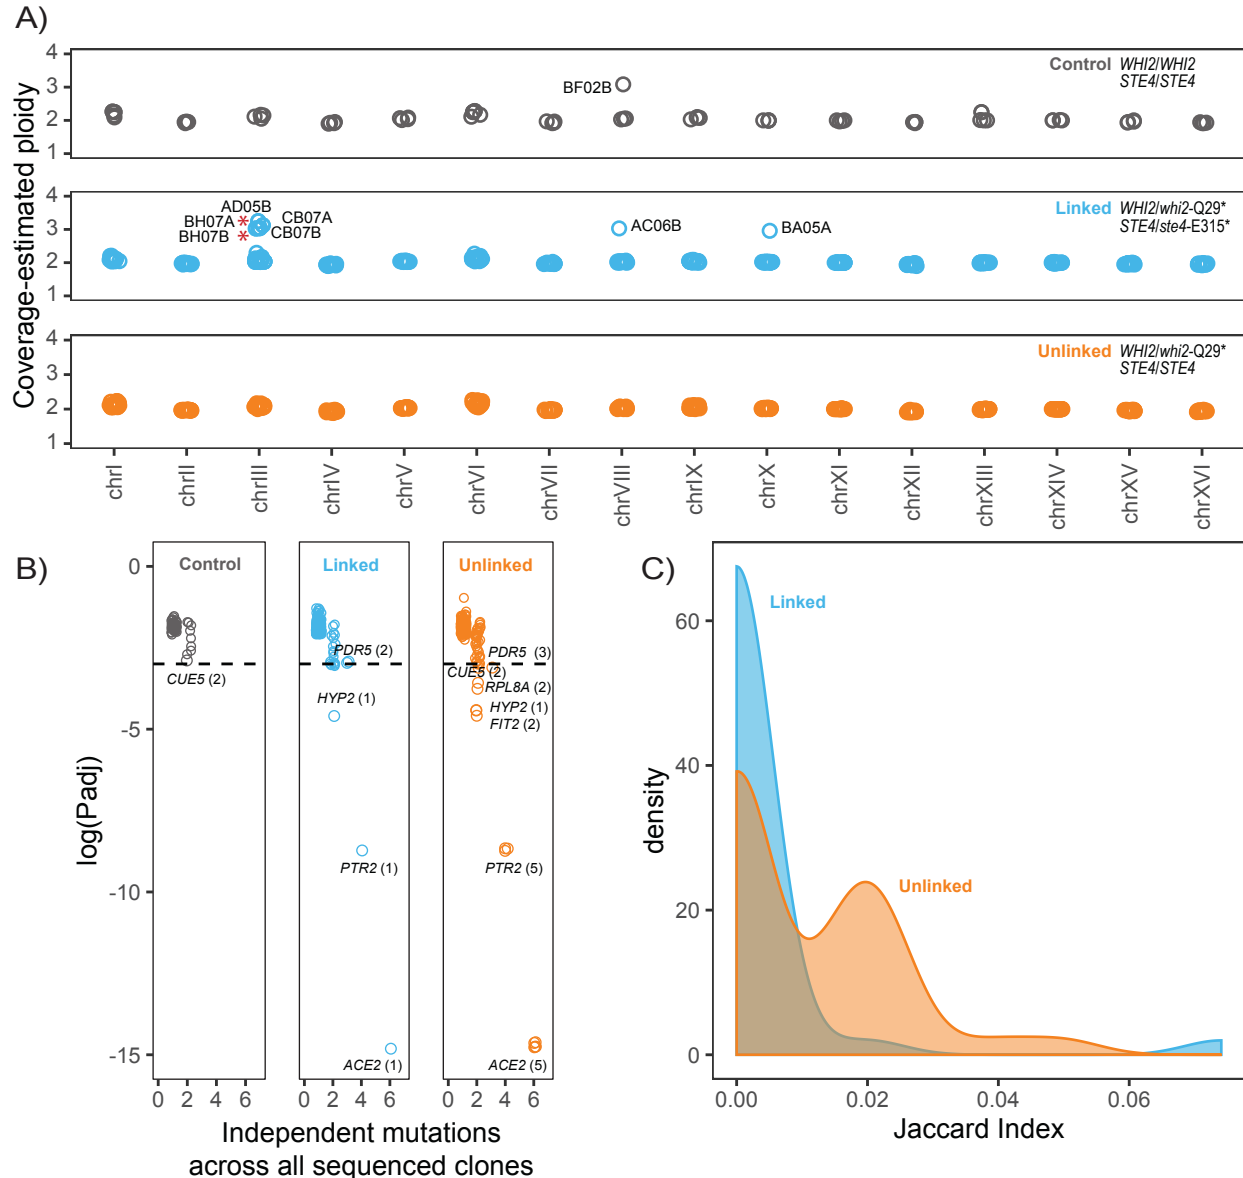 A)
Coverage-estimated ploidy
4
3
2
1
BF02B
Control
WHI2/WHI2
STE4/STE4
4
3
2
1
AD05B
BH07A *
CB07A
BH07B *
CB07B
AC06B
BA05A
Linked
WHI2/whi2-Q29*
STE4/ste4-E315*
4
3
2
1
Unlinked
WHI2/whi2-Q29*
STE4/STE4
chrI
chrII
chrIII
chrIV
chrV
chrVI
chrVII
chrVIII
chrIX
chrX
chrXI
chrXII
chrXIII
chrXIV
chrXV
chrXVI
B)
log(Padj)
0
-5
-10
-15
Control
CUE5 (2)
0 2 4 6
Linked
PDR5 (2)
HYP2 (1)
PTR2 (1)
ACE2 (1)
0 2 4 6
Unlinked
PDR5 (3)
CUE5 (2)
RPL8A (2)
HYP2 (1)
FIT2 (2)
PTR2 (5)
ACE2 (5)
0 2 4 6
Independent mutations
across all sequenced clones
C)
density
60
40
20
0
Linked
Unlinked
0.00 0.02 0.04 0.06
Jaccard Index